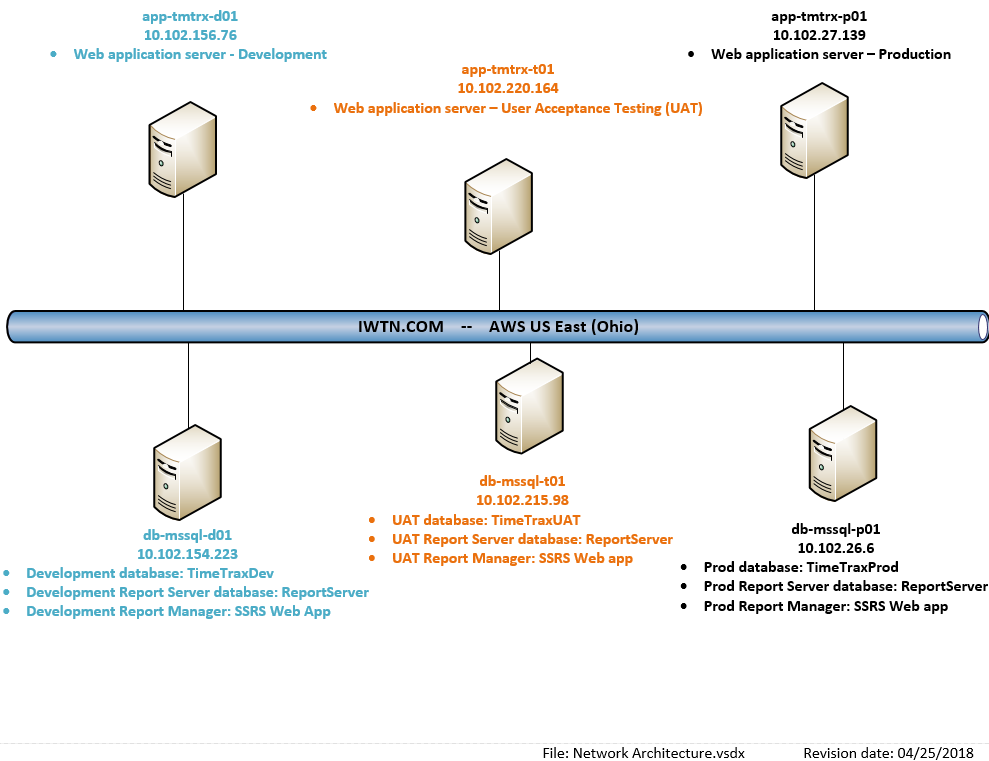 app-tmtrx-d01
10.102.156.76
• Web application server - Development
app-tmtrx-t01
10.102.220.164
• Web application server – User Acceptance Testing (UAT)
app-tmtrx-p01
10.102.27.139
• Web application server – Production
IWTN.COM -- AWS US East (Ohio)
db-mssql-d01
10.102.154.223
• Development database: TimeTraxDev
• Development Report Server database: ReportServer
• Development Report Manager: SSRS Web App
db-mssql-t01
10.102.215.98
• UAT database: TimeTraxUAT
• UAT Report Server database: ReportServer
• UAT Report Manager: SSRS Web app
db-mssql-p01
10.102.26.6
• Prod database: TimeTraxProd
• Prod Report Server database: ReportServer
• Prod Report Manager: SSRS Web app
File: Network Architecture.vsdx
Revision date: 04/25/2018